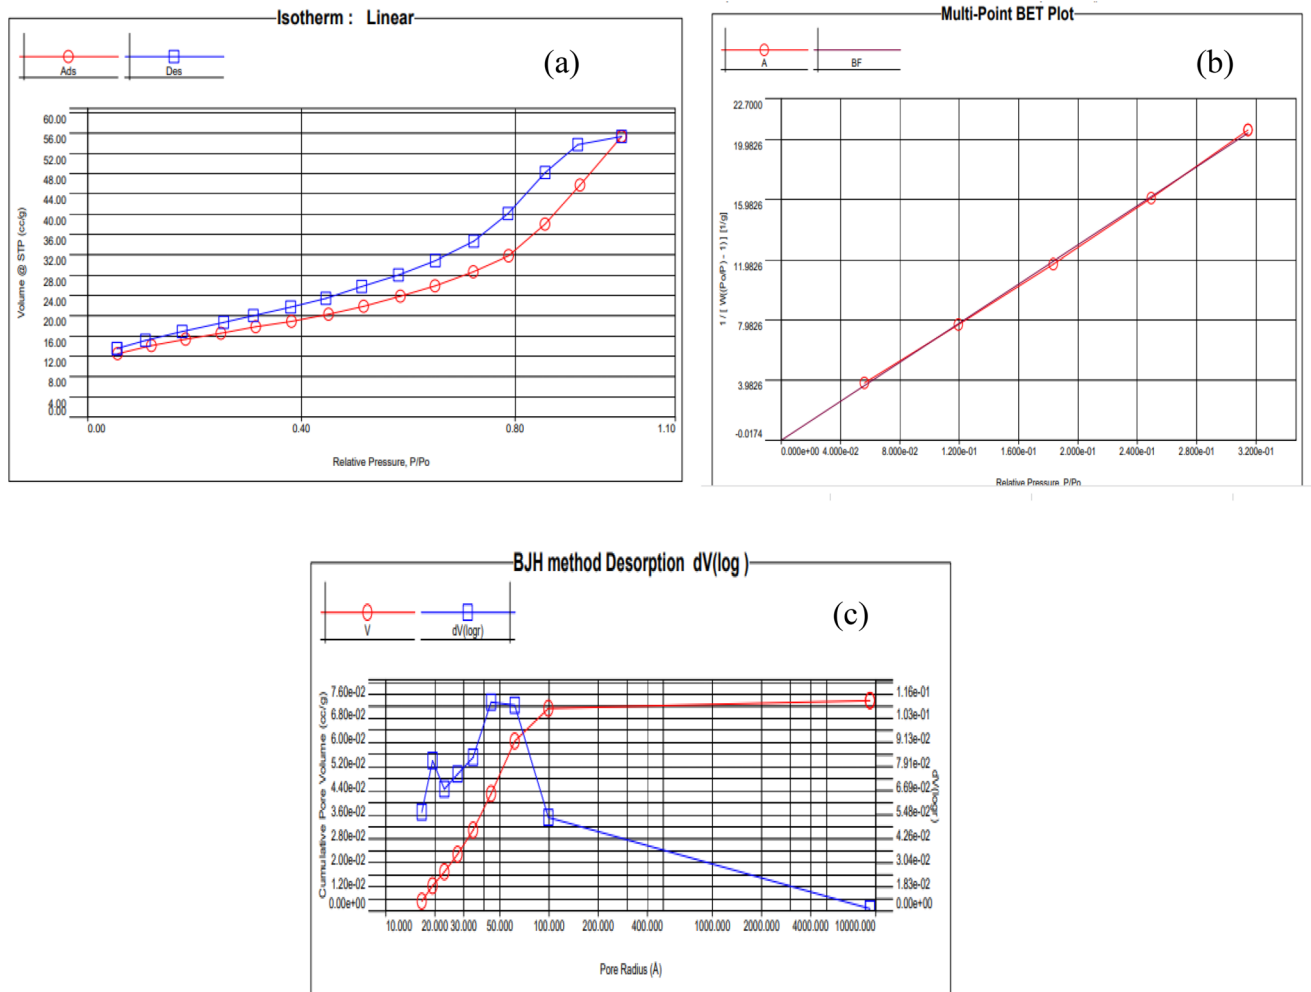 Isotherm : Linear
Ads
Des
(a)
60.00
56.00
52.00
48.00
44.00
40.00
36.00
32.00
28.00
24.00
20.00
16.00
12.00
8.00
4.00
0.00
Volume @ STP (cc/g)
0.00
0.40
0.80
1.10
Relative Pressure, P/Po
Multi-Point BET Plot
A
BF
(b)
22.7000
19.9826
15.9826
11.9826
7.9826
3.9826
-0.0174
1 / [ W((Po/P) - 1) ] [1/g]
0.000e+00 4.000e-02 8.000e-02 1.200e-01 1.600e-01 2.000e-01 2.400e-01 2.800e-01 3.200e-01
Relative Pressure, P/Po
BJH method Desorption dV(log )
V
dV(logr)
(c)
7.60e-02
6.80e-02
6.00e-02
5.20e-02
4.40e-02
3.60e-02
2.80e-02
2.00e-02
1.20e-02
0.00e+00
Cumulative Pore Volume (cc/g)
1.16e-01
1.03e-01
9.13e-02
7.91e-02
6.69e-02
5.48e-02
4.26e-02
3.04e-02
1.83e-02
0.00e+00
dV(logr)
10.000 20.000 30.000 50.000 100.000 200.000 400.000 1000.000 2000.000 4000.000 10000.000
Pore Radius (Å)